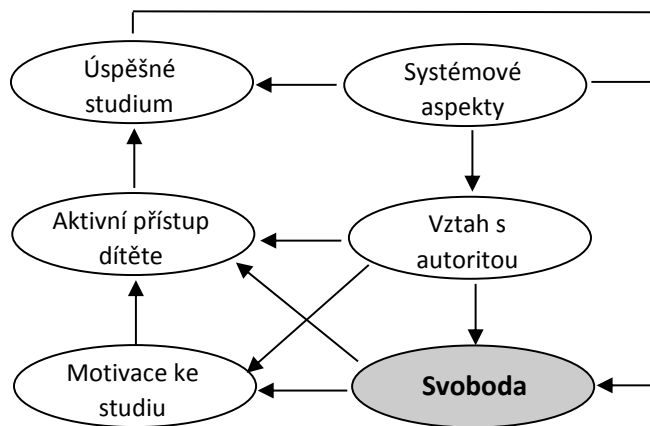 Úspěšné
studium
Systémové
aspekty
Aktivní přístup
dítěte
Vztah s
autoritou
Motivace ke
studiu
Svoboda